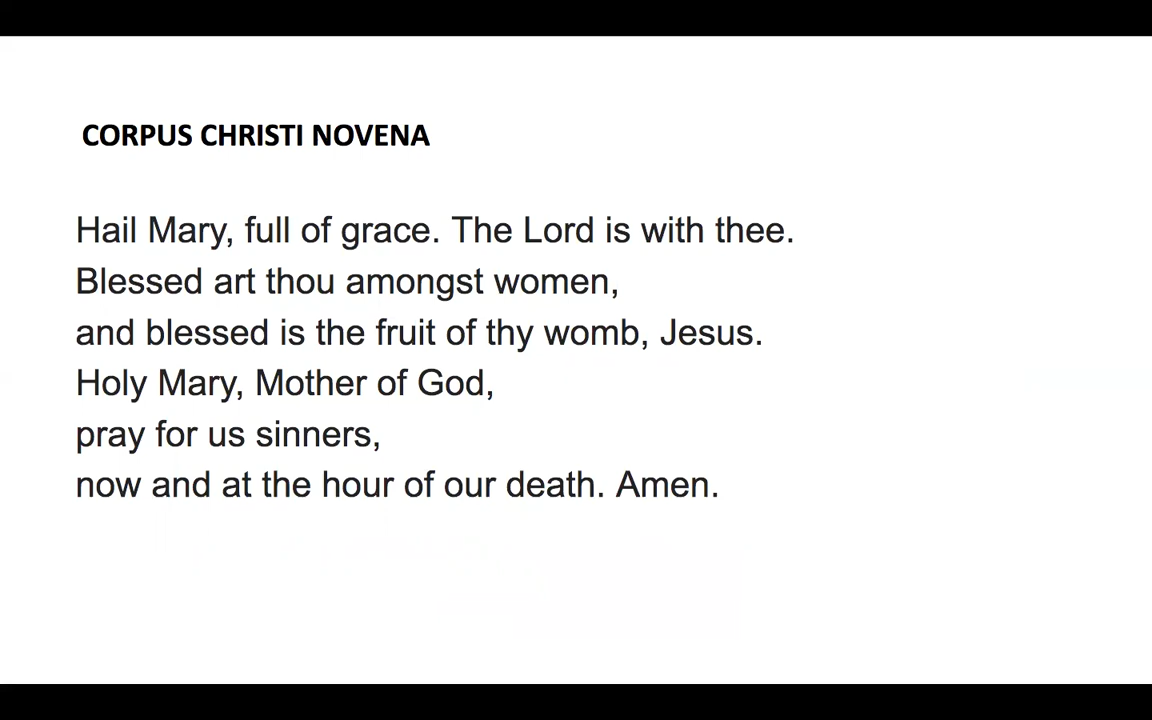 CORPUS CHRISTI NOVENA
Hail Mary, full of grace. The Lord is with thee.
Blessed art thou amongst women,
and blessed is the fruit of thy womb, Jesus.
Holy Mary, Mother of God,
pray for us sinners,
now and at the hour of our death. Amen.